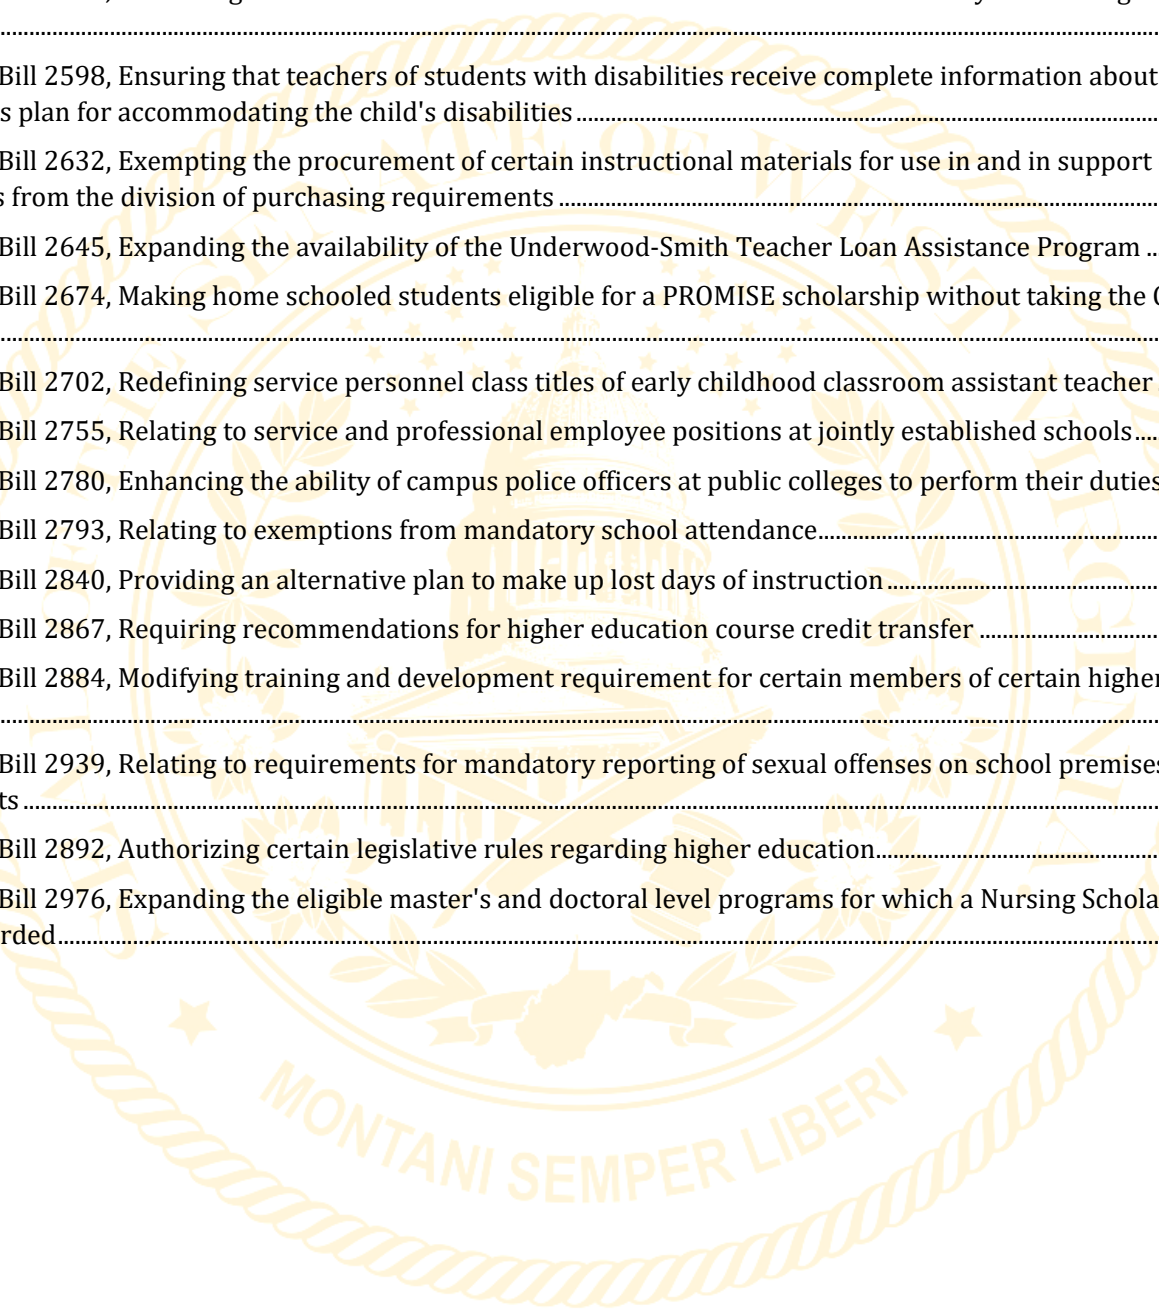 Bill 2598, Ensuring that teachers of students with disabilities receive complete information about
s plan for accommodating the child's disabilities
Bill 2632, Exempting the procurement of certain instructional materials for use in and in support
s from the division of purchasing requirements
Bill 2645, Expanding the availability of the Underwood-Smith Teacher Loan Assistance Program
Bill 2674, Making home schooled students eligible for a PROMISE scholarship without taking the
Bill 2702, Redefining service personnel class titles of early childhood classroom assistant teacher
Bill 2755, Relating to service and professional employee positions at jointly established schools
Bill 2780, Enhancing the ability of campus police officers at public colleges to perform their duties
Bill 2793, Relating to exemptions from mandatory school attendance
Bill 2840, Providing an alternative plan to make up lost days of instruction
Bill 2867, Requiring recommendations for higher education course credit transfer
Bill 2884, Modifying training and development requirement for certain members of certain higher
Bill 2939, Relating to requirements for mandatory reporting of sexual offenses on school premises
ts
Bill 2892, Authorizing certain legislative rules regarding higher education
Bill 2976, Expanding the eligible master's and doctoral level programs for which a Nursing Schola
rded
THE SENATE OF WEST VIRGINIA
MONTANI SEMPER LIBERI